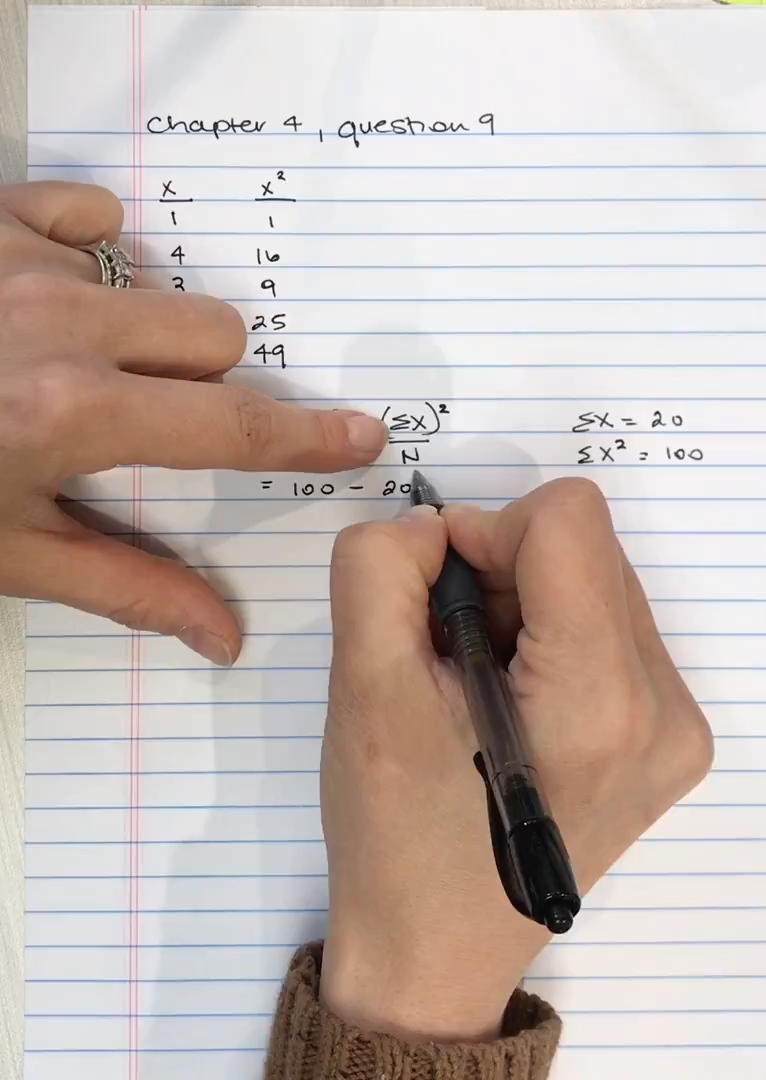 Chapter 4, question 9
X X²
1 1
4 16
3 9
25
49
(ΣX)² ΣX = 20
N ΣX² = 100
= 100 - 20